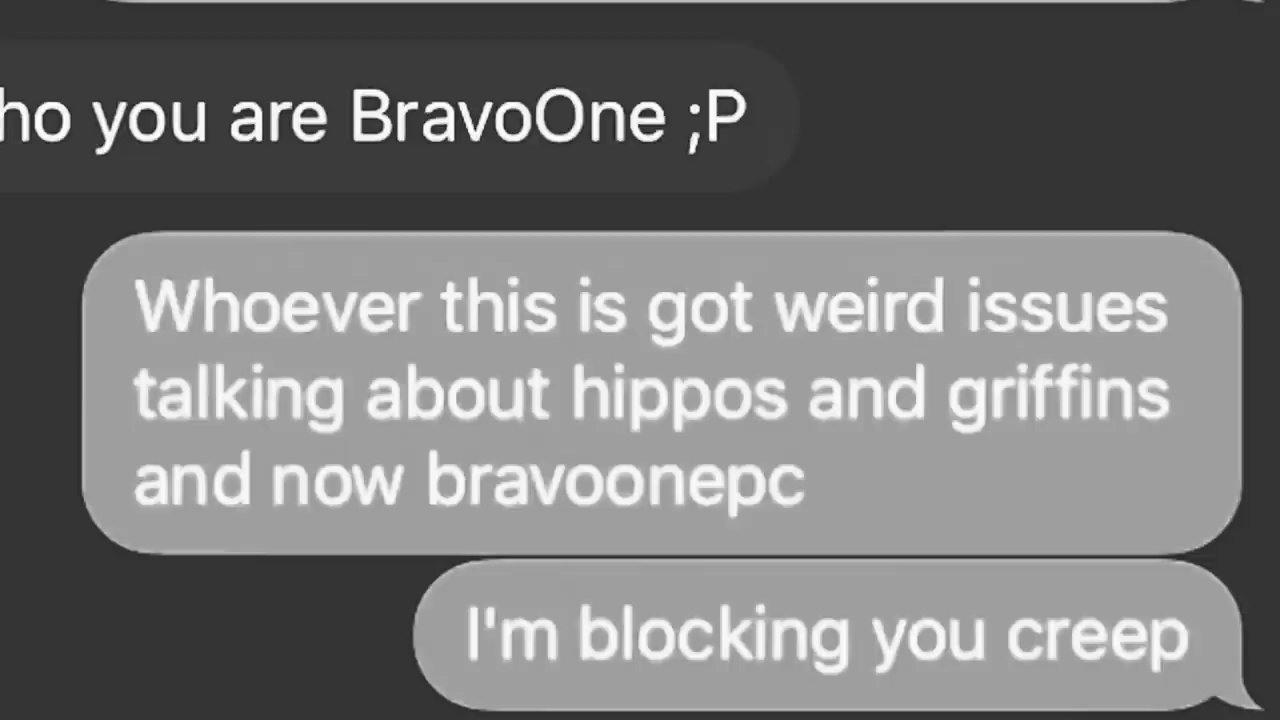 ho you are BravoOne ;P
Whoever this is got weird issues
talking about hippos and griffins
and now bravoonepc
I'm blocking you creep